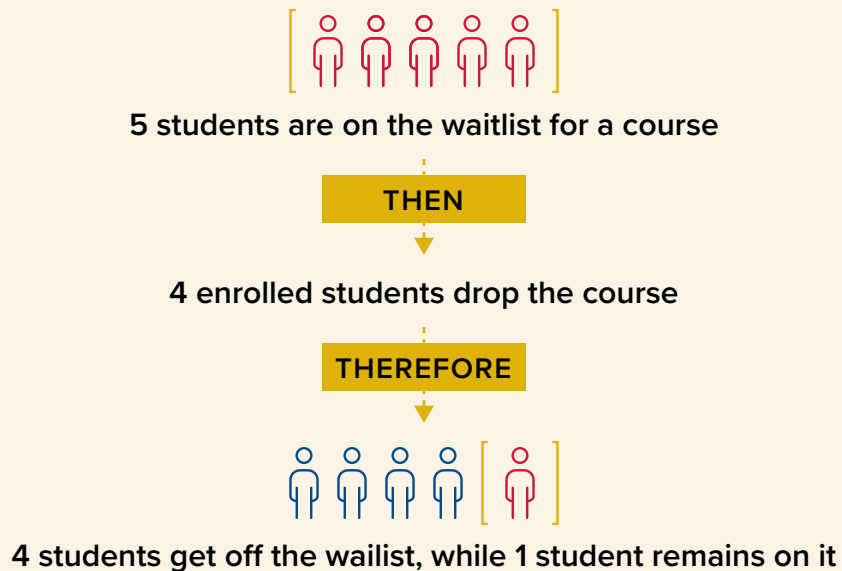 5 students are on the waitlist for a course
THEN
4 enrolled students drop the course
THEREFORE
4 students get off the wailist, while 1 student remains on it